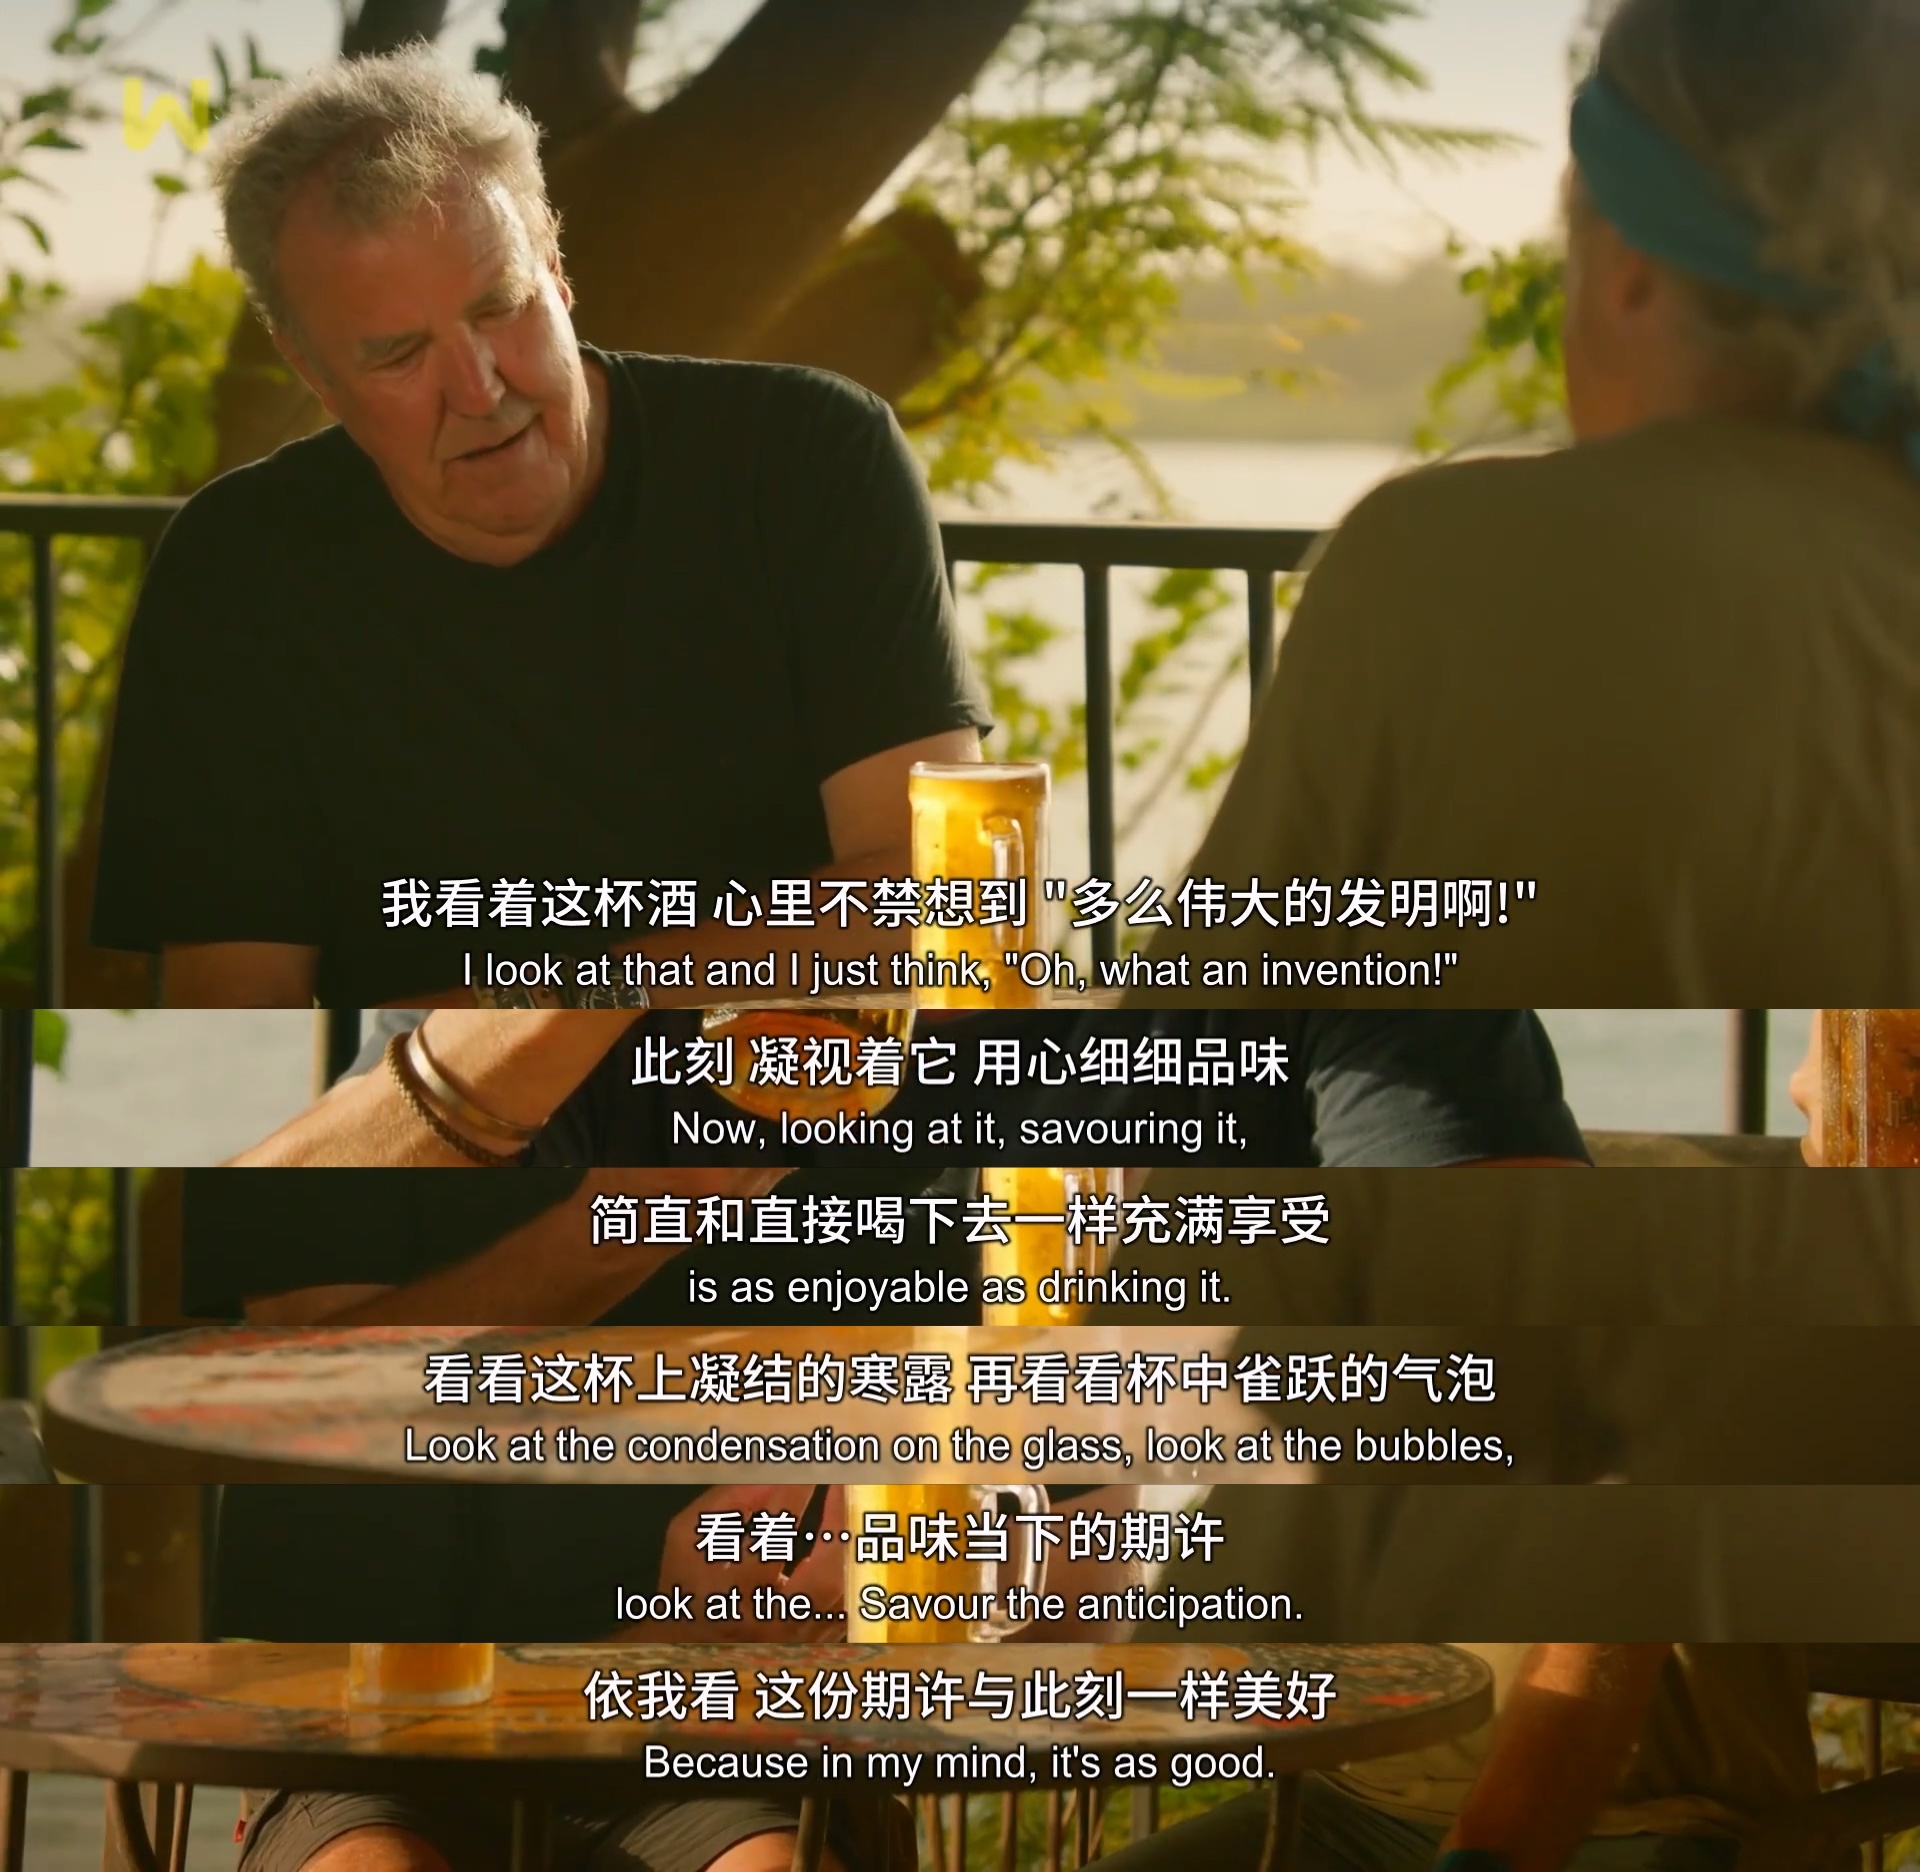 W
我看着这杯酒 心里不禁想到 "多么伟大的发明啊!"
I look at that and I just think, "Oh, what an invention!"
此刻 凝视着它 用心细细品味
Now, looking at it, savouring it,
简直和直接喝下去一样充满享受
is as enjoyable as drinking it.
看看这杯上凝结的寒露 再看看杯中雀跃的气泡
Look at the condensation on the glass, look at the bubbles,
看着…品味当下的期许
look at the... Savour the anticipation.
依我看 这份期许与此刻一样美好
Because in my mind, it's as good.